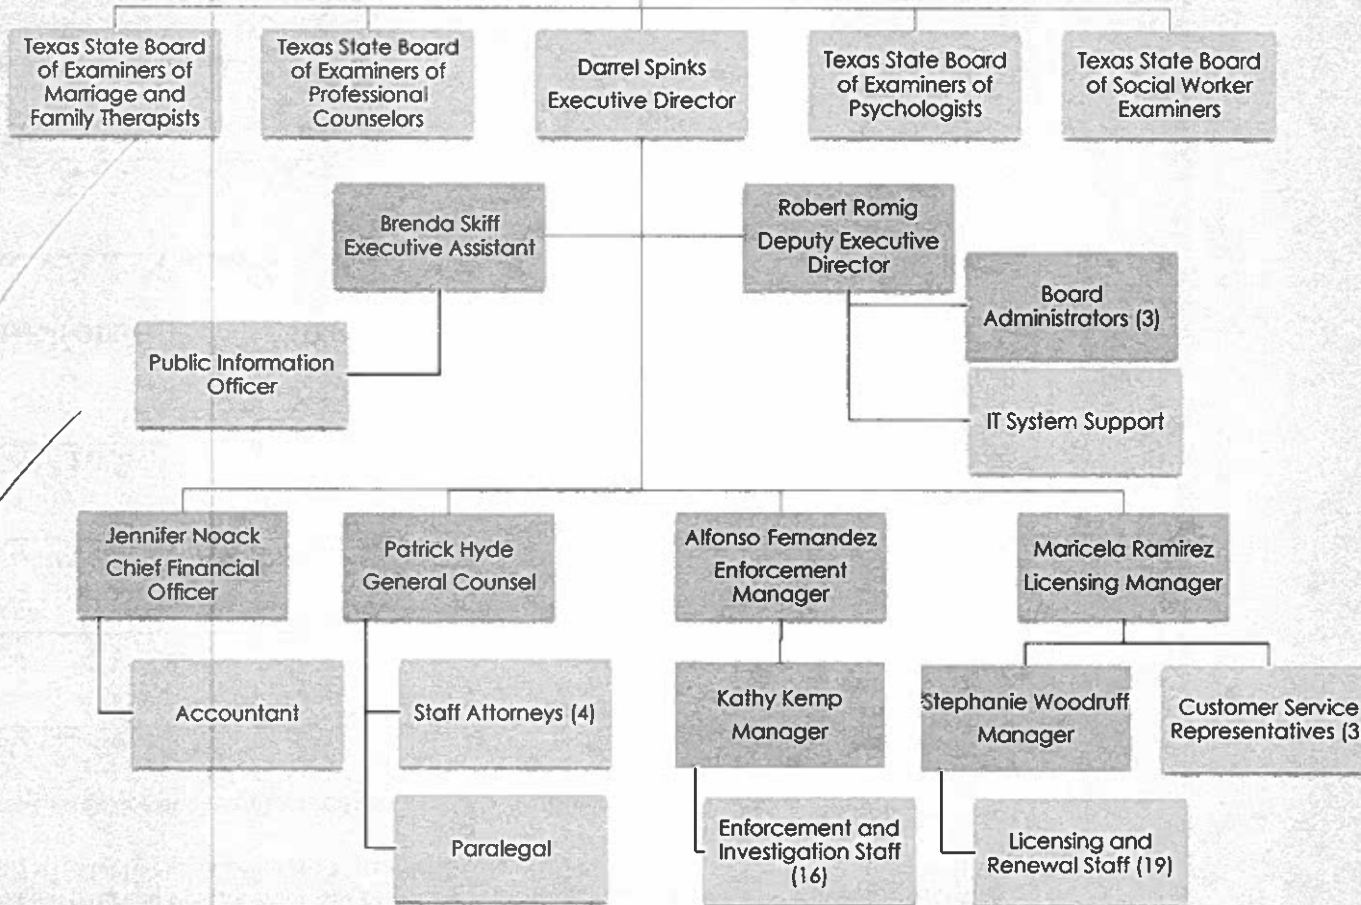 Texas State Board
of Examiners of
Marriage and
Family Therapists
Texas State Board
of Examiners of
Professional
Counselors
Darrel Spinks
Executive Director
Texas State Board
of Examiners of
Psychologists
Texas State Board
of Social Worker
Examiners
Brenda Skiff
Executive Assistant
Robert Romig
Deputy Executive
Director
Board
Administrators (3)
Public Information
Officer
IT System Support
Jennifer Noack
Chief Financial
Officer
Patrick Hyde
General Counsel
Alfonso Fernandez
Enforcement
Manager
Maricela Ramirez
Licensing Manager
Accountant
Staff Attorneys (4)
Kathy Kemp
Manager
Stephanie Woodruff
Manager
Customer Service
Representatives (3
Paralegal
Enforcement and
Investigation Staff
(16)
Licensing and
Renewal Staff (19)